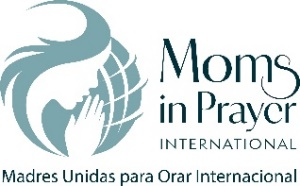 Moms
in Prayer
INTERNATIONAL
Madres Unidas para Orar Internacional